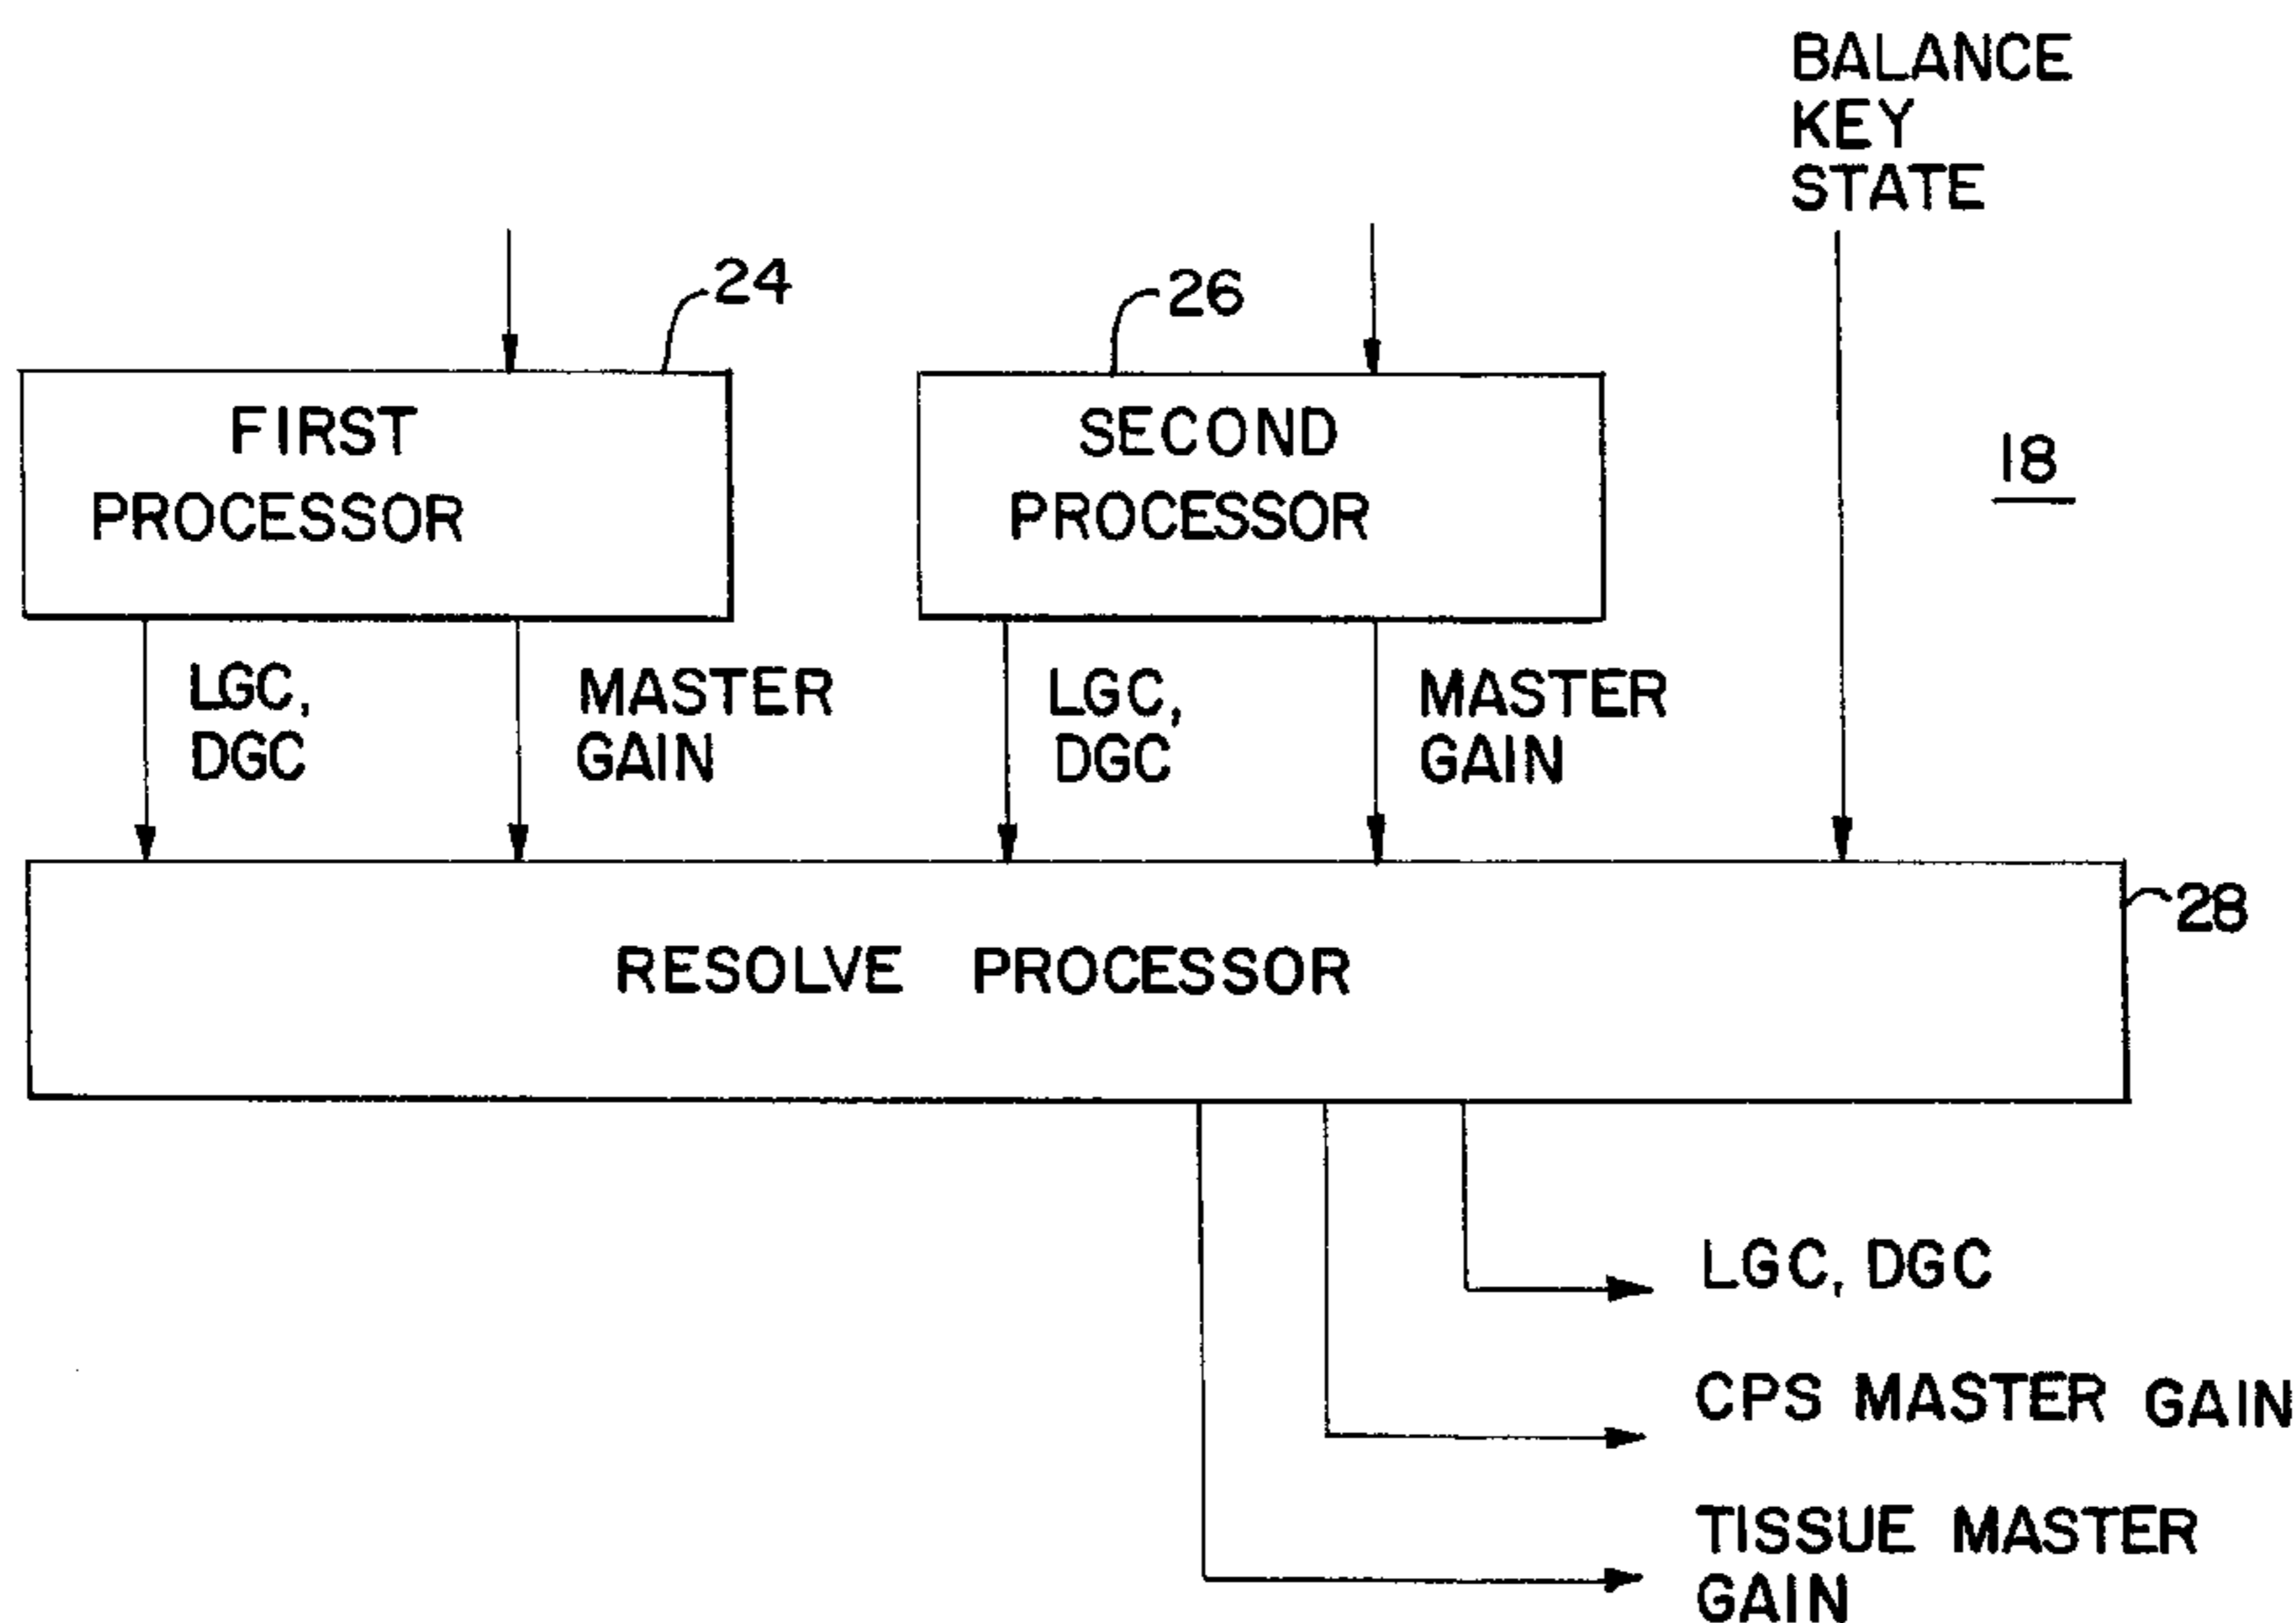 BALANCE
KEY
STATE
24
26
18
FIRST
PROCESSOR
SECOND
PROCESSOR
LGC,
DGC
MASTER
GAIN
LGC,
DGC
MASTER
GAIN
28
RESOLVE PROCESSOR
LGC, DGC
CPS MASTER GAIN
TISSUE MASTER
GAIN